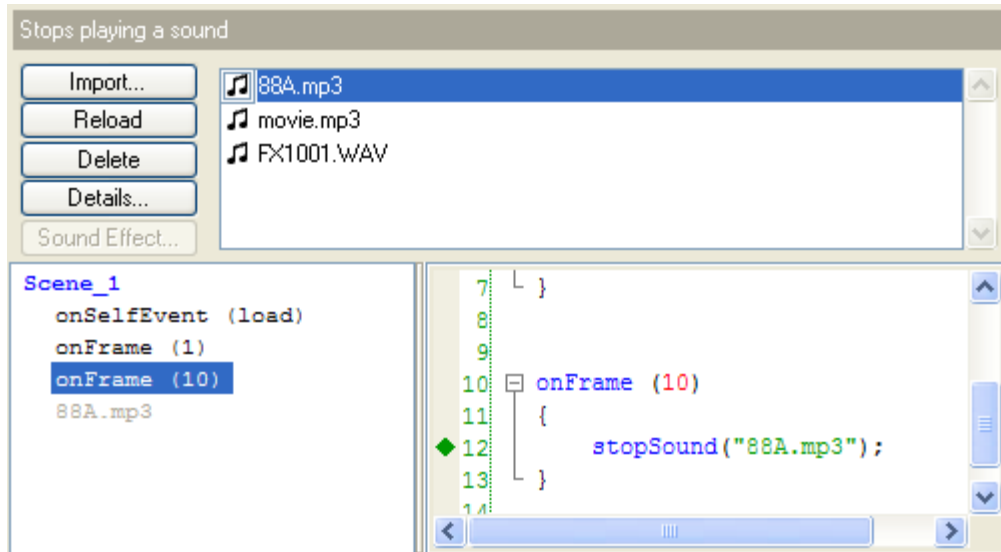 Stops playing a sound
Import...
Reload
Delete
Details...
Sound Effect...
88A.mp3
movie.mp3
FX1001.WAV
Scene_1
onSelfEvent (load)
onFrame (1)
onFrame (10)
88A.mp3
7 }
8
9
10 onFrame (10)
11 {
12 stopSound("88A.mp3");
13 }
14